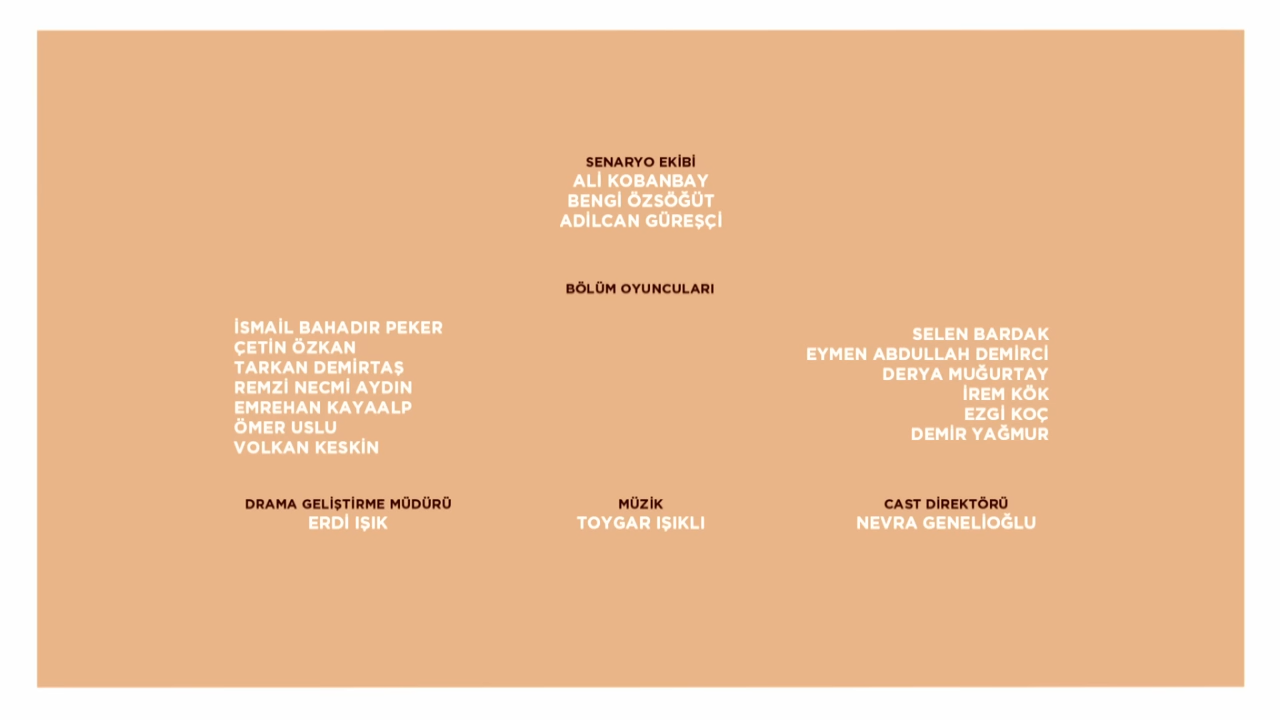 SENARYO EKİBİ
ALİ KOBANBAY
BENGİ ÖZSÖĞÜT
ADİLCAN GÜREŞÇİ
BÖLÜM OYUNCULARI
İSMAİL BAHADIR PEKER
ÇETİN ÖZKAN
TARKAN DEMİRTAŞ
REMZİ NECMİ AYDIN
EMREHAN KAYAALP
ÖMER USLU
VOLKAN KESKİN
SELEN BARDAK
EYMEN ABDULLAH DEMİRCİ
DERYA MUĞURTAY
İREM KÖK
EZGİ KOÇ
DEMİR YAĞMUR
DRAMA GELİŞTİRME MÜDÜRÜ
ERDİ IŞIK
MÜZİK
TOYGAR IŞIKLI
CAST DİREKTÖRÜ
NEVRA GENELİOĞLU